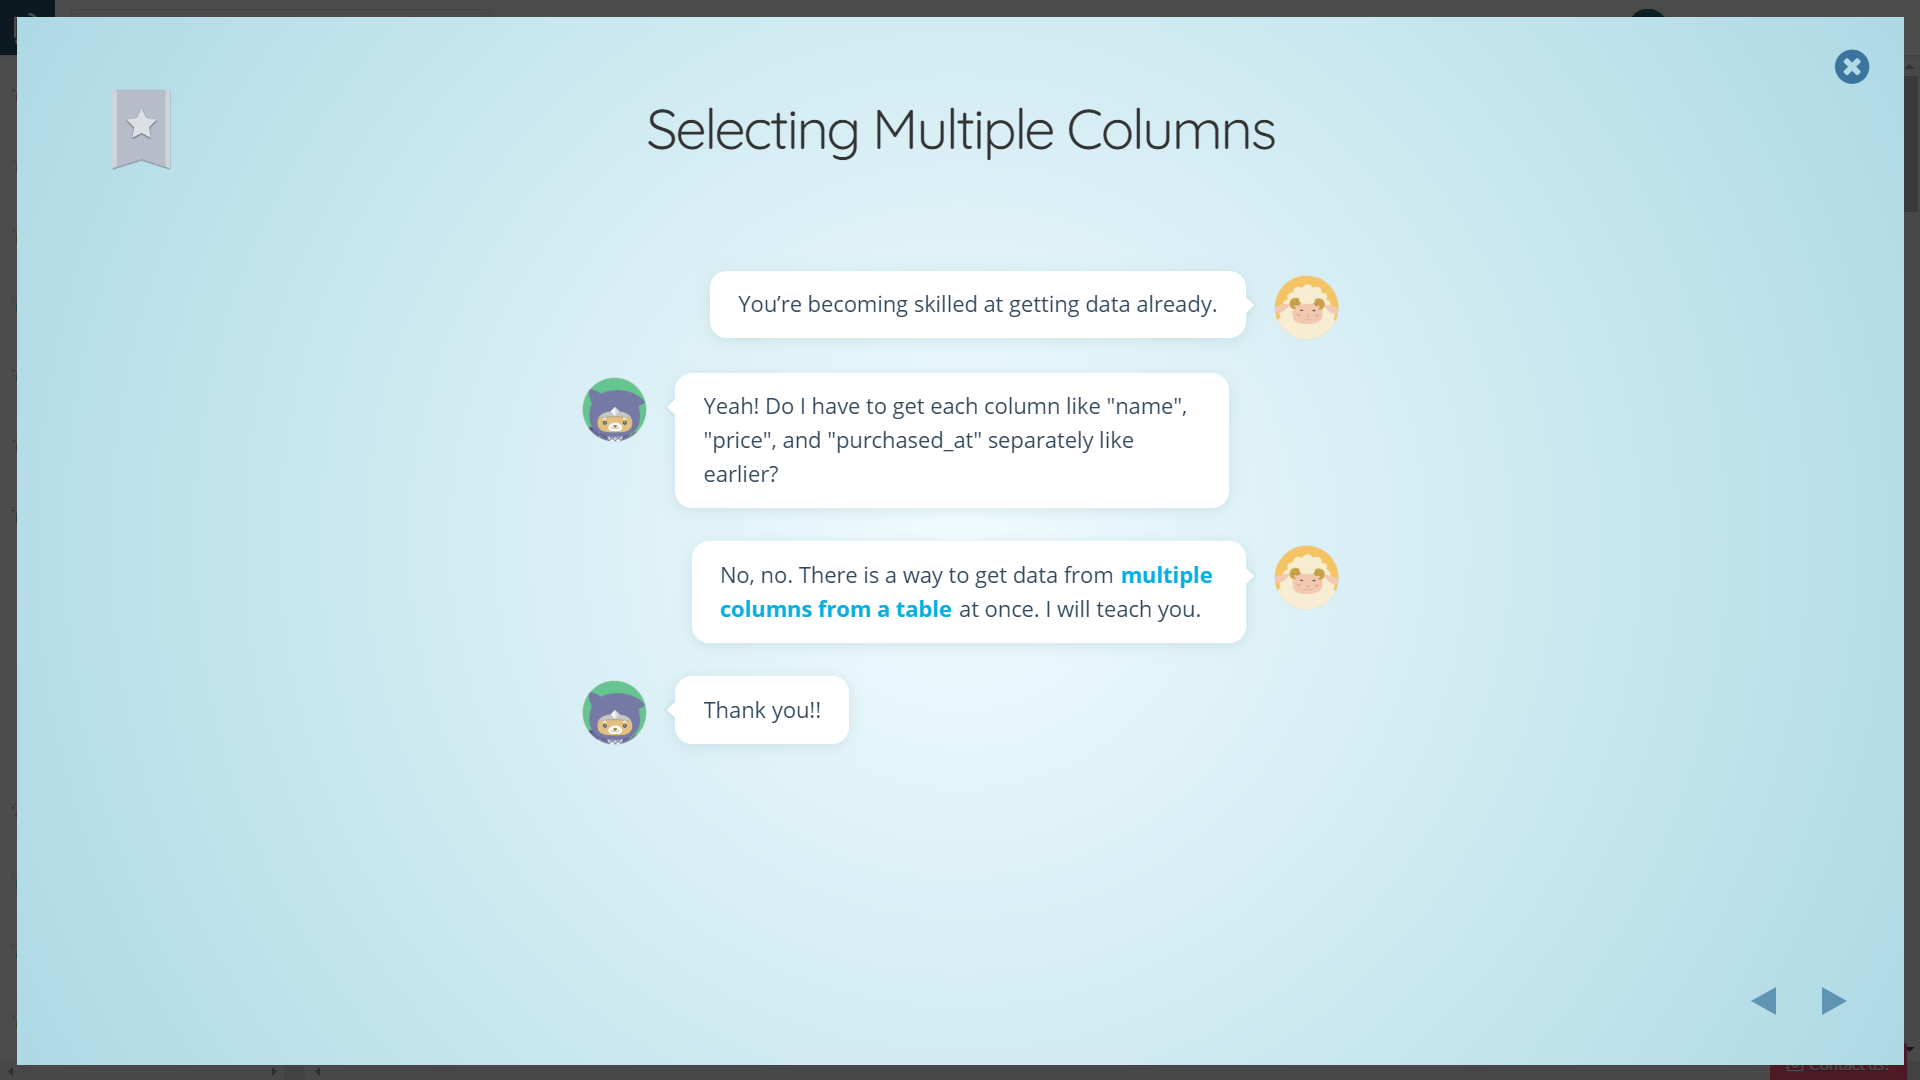 Selecting Multiple Columns
You’re becoming skilled at getting data already.
Yeah! Do I have to get each column like "name",
"price", and "purchased_at" separately like
earlier?
No, no. There is a way to get data from multiple
columns from a table at once. I will teach you.
Thank you!!
Contact us!